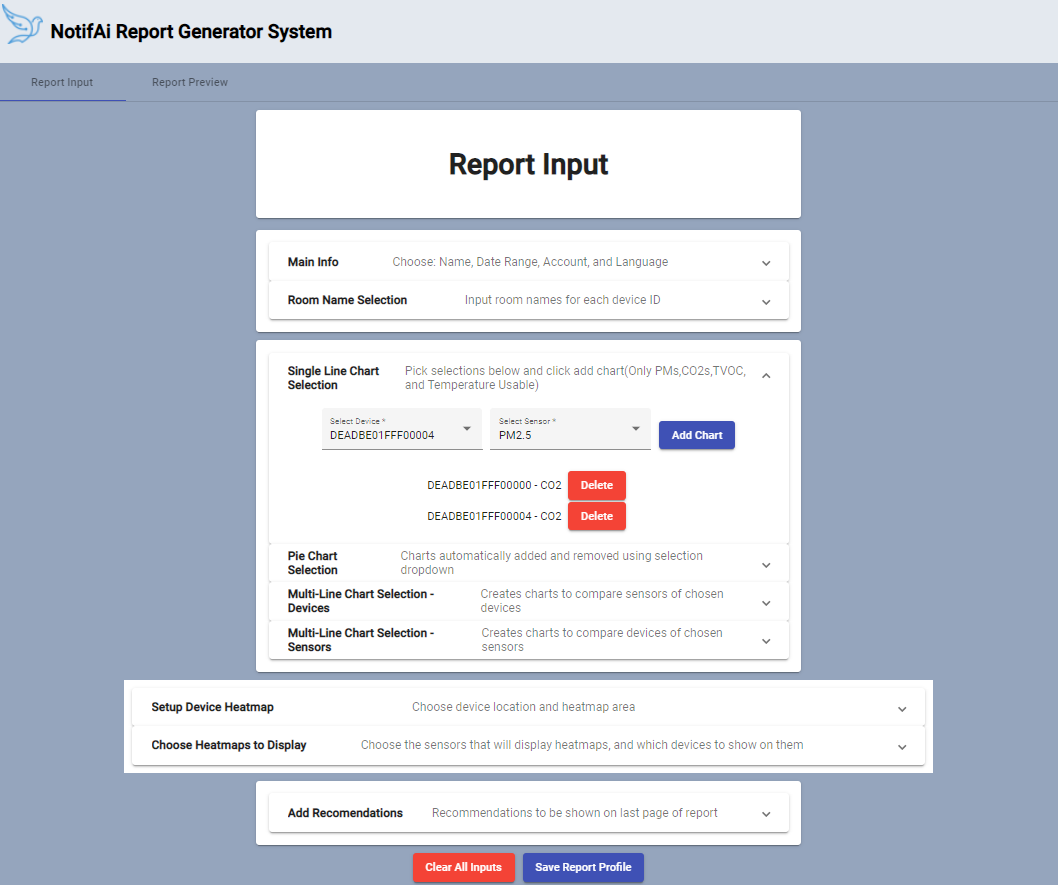 NotifAi Report Generator System
Report Input
Report Preview
Report Input
Main Info
Choose: Name, Date Range, Account, and Language
Room Name Selection
Input room names for each device ID
Single Line Chart
Selection
Pick selections below and click add chart(Only PMs,CO2s,TVOC,
and Temperature Usable)
Select Device *
DEADBE01FFF00004
Select Sensor *
PM2.5
Add Chart
DEADBE01FFF00000 - CO2
Delete
DEADBE01FFF00004 - CO2
Delete
Pie Chart
Selection
Charts automatically added and removed using selection
dropdown
Multi-Line Chart Selection -
Devices
Creates charts to compare sensors of chosen
devices
Multi-Line Chart Selection -
Sensors
Creates charts to compare devices of chosen
sensors
Setup Device Heatmap
Choose device location and heatmap area
Choose Heatmaps to Display
Choose the sensors that will display heatmaps, and which devices to show on them
Add Recomendations
Recommendations to be shown on last page of report
Clear All Inputs
Save Report Profile